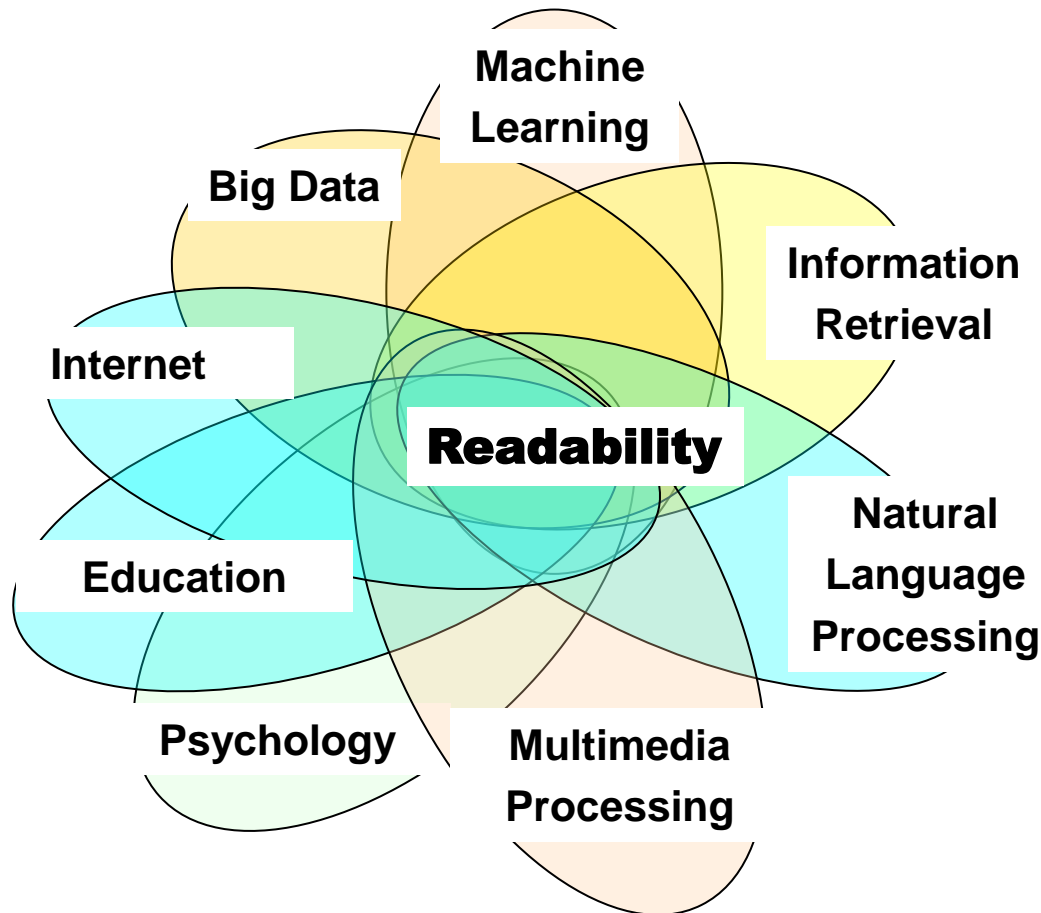 Machine
Learning
Big Data
Information
Retrieval
Internet
Readability
Natural
Language
Processing
Education
Psychology
Multimedia
Processing